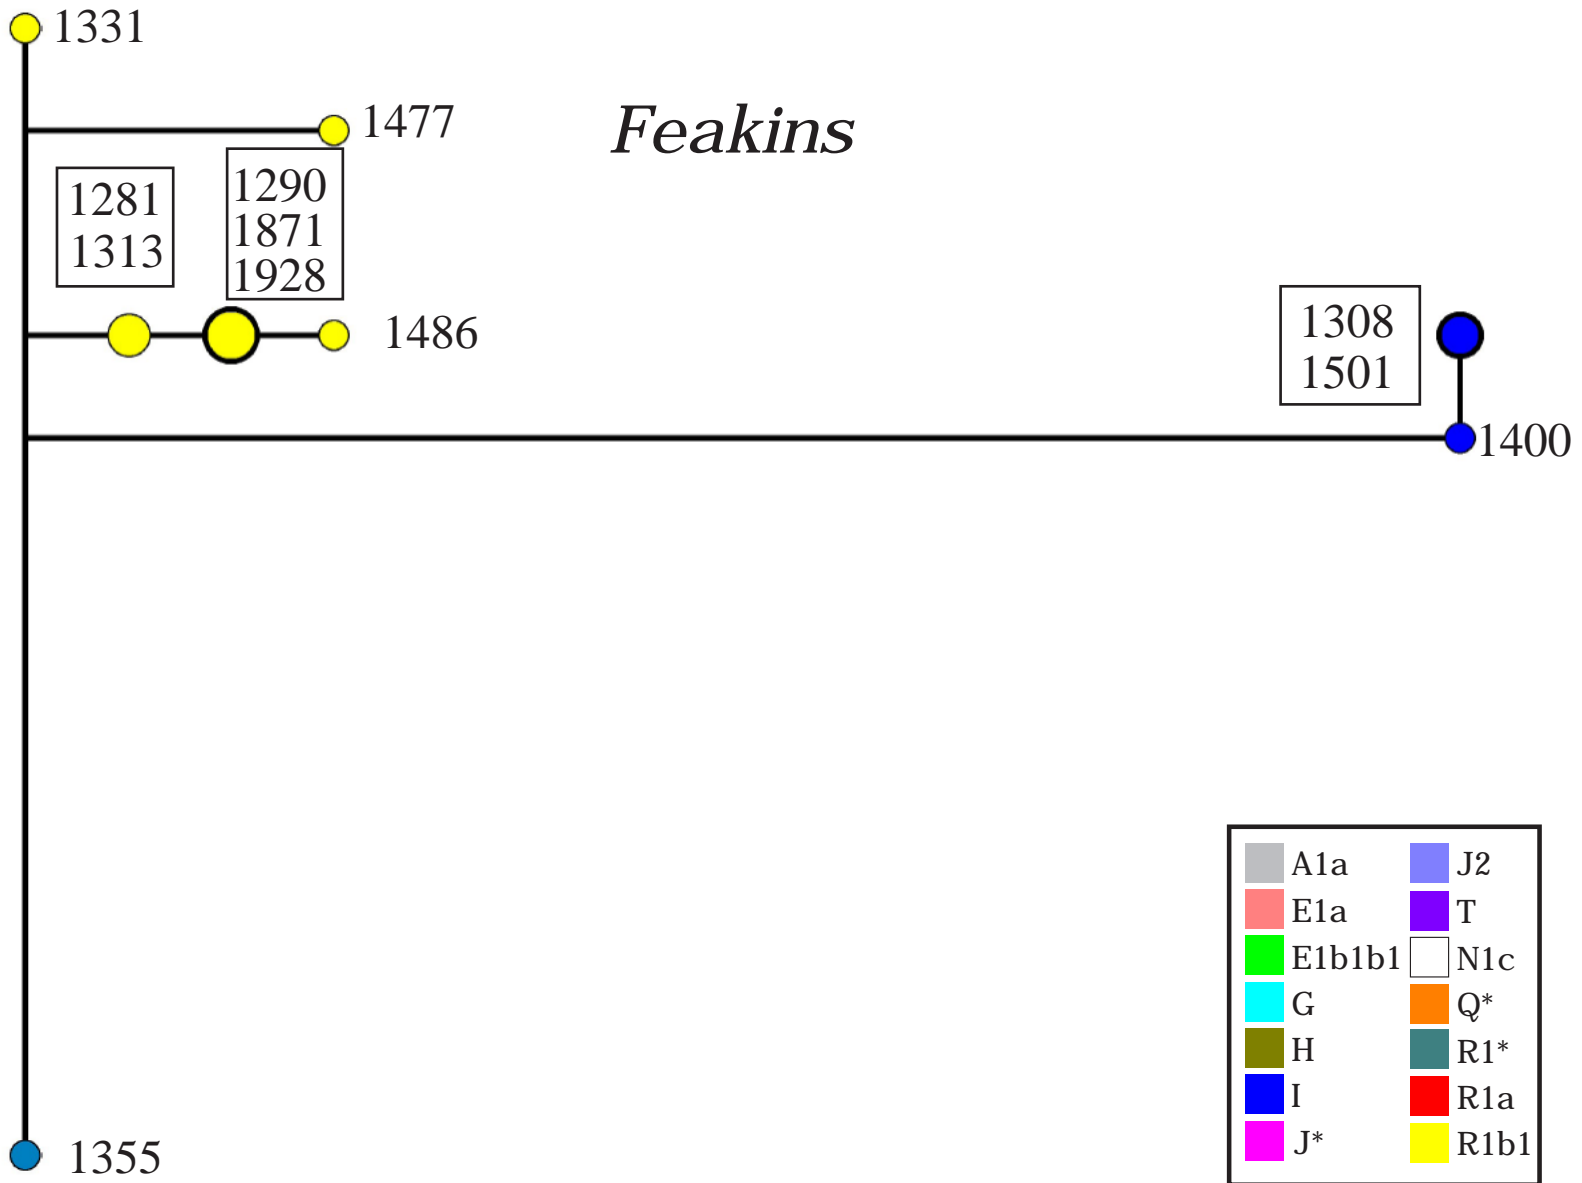 1331
1477
Feakins
1281
1313
1290
1871
1928
1486
1308
1501
1400
1355
A1a
E1a
E1b1b1
G
H
I
J*
J2
T
N1c
Q*
R1*
R1a
R1b1